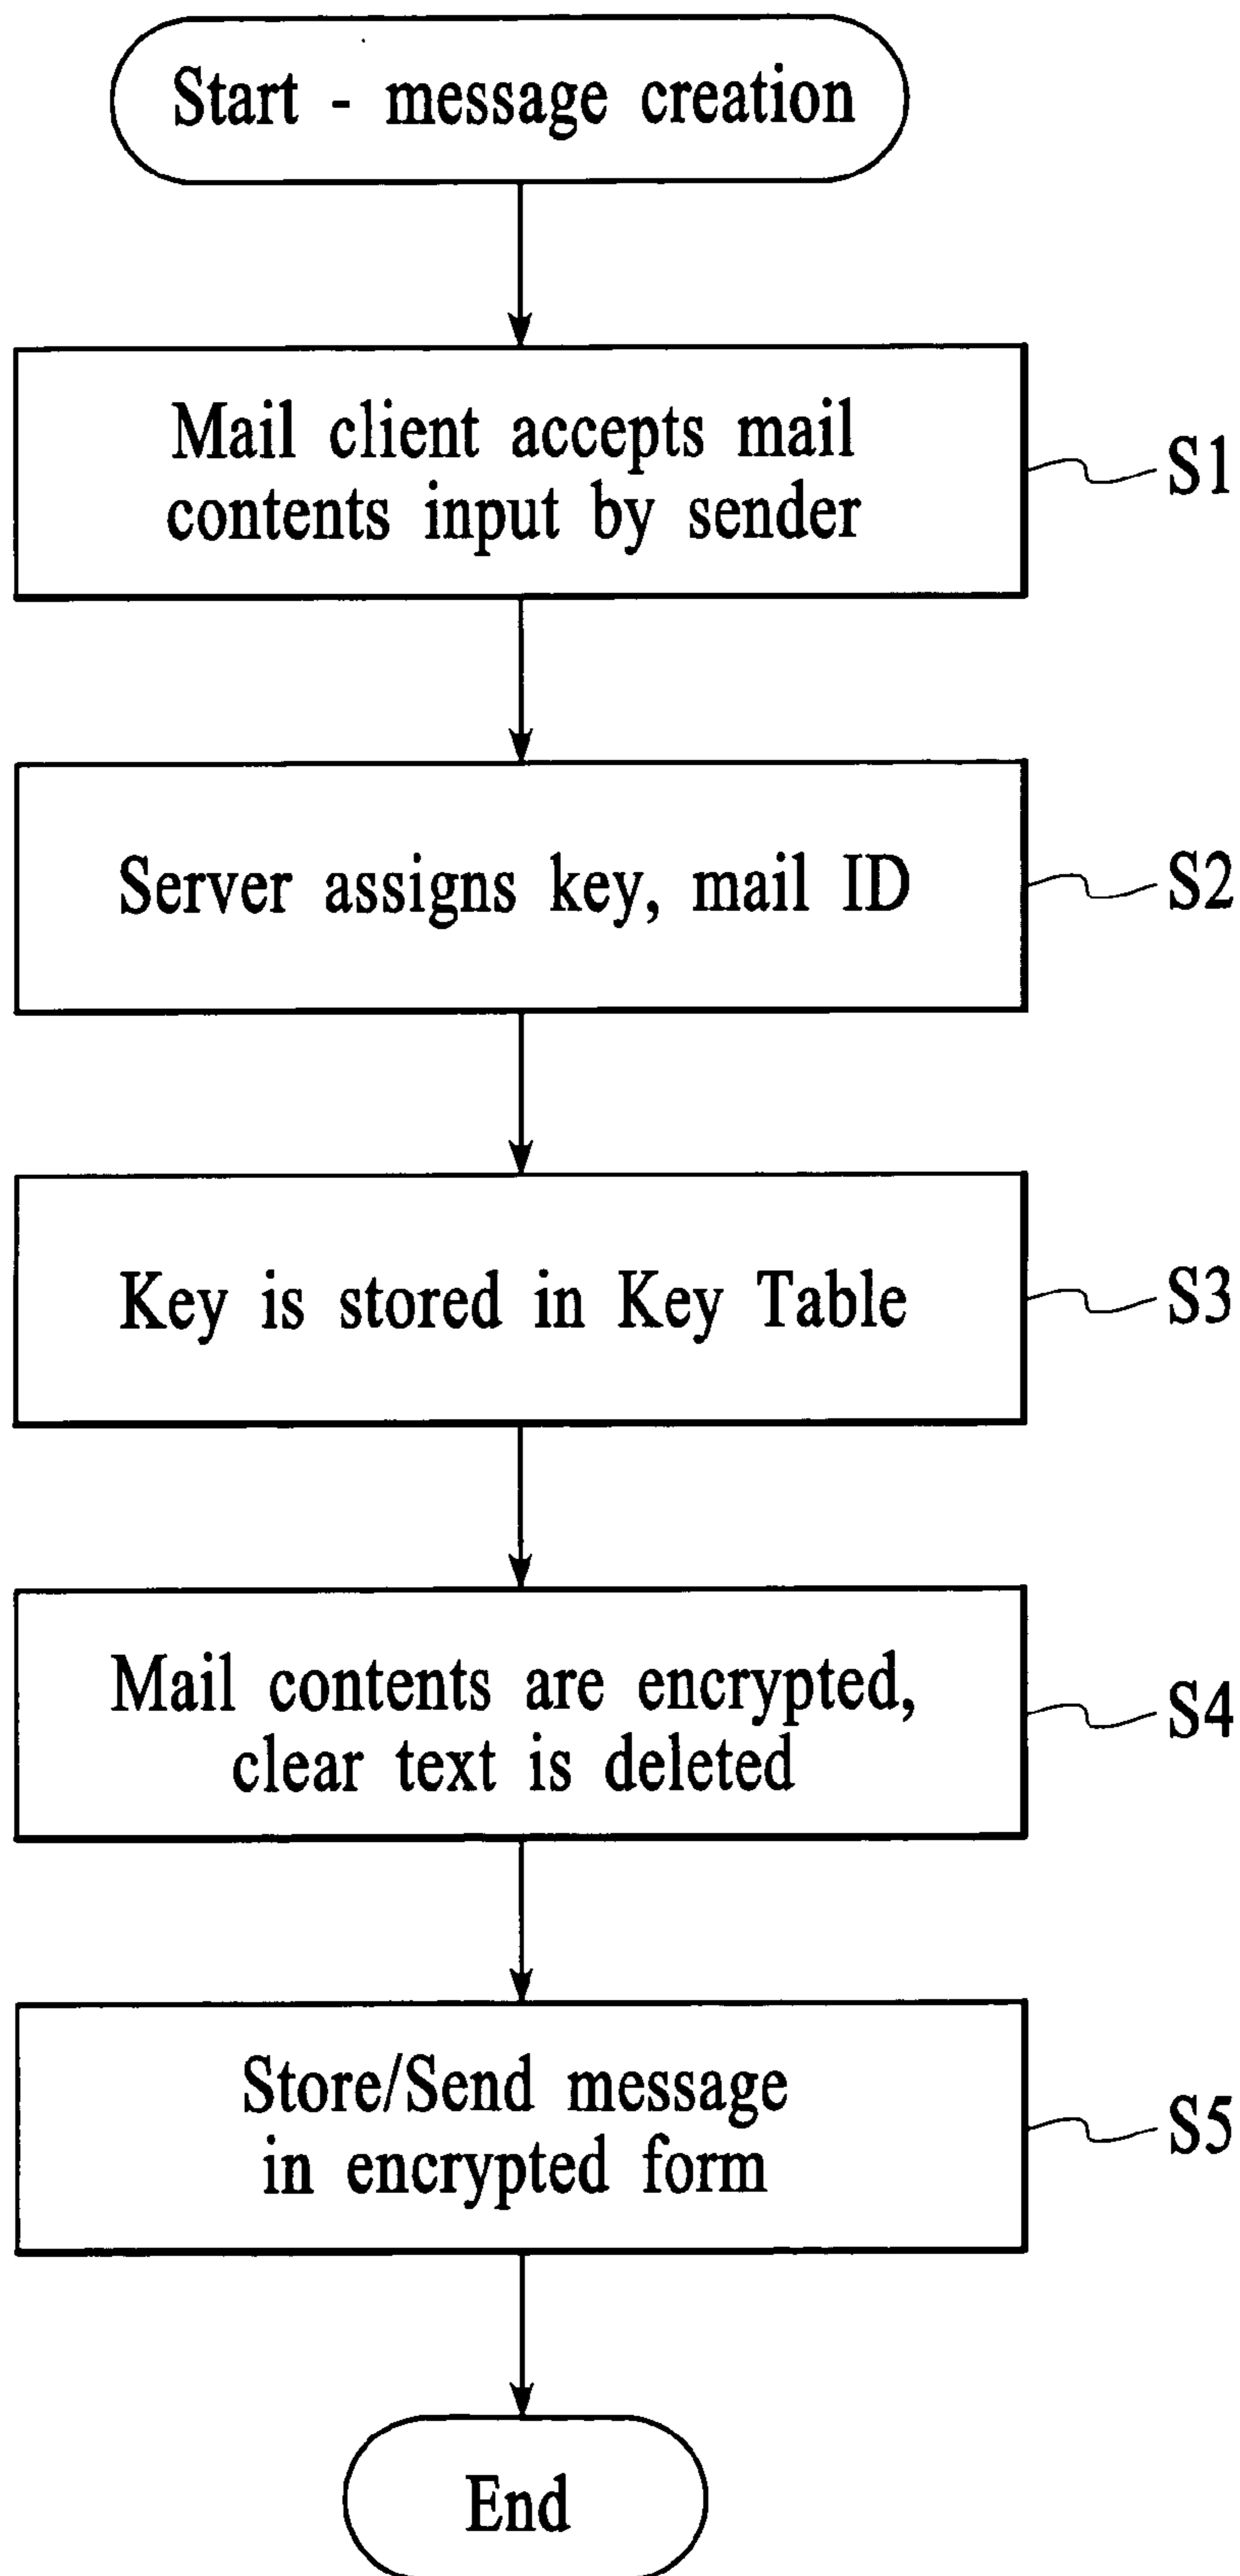 Start - message creation
Mail client accepts mail
contents input by sender
S1
Server assigns key, mail ID
S2
Key is stored in Key Table
S3
Mail contents are encrypted,
clear text is deleted
S4
Store/Send message
in encrypted form
S5
End